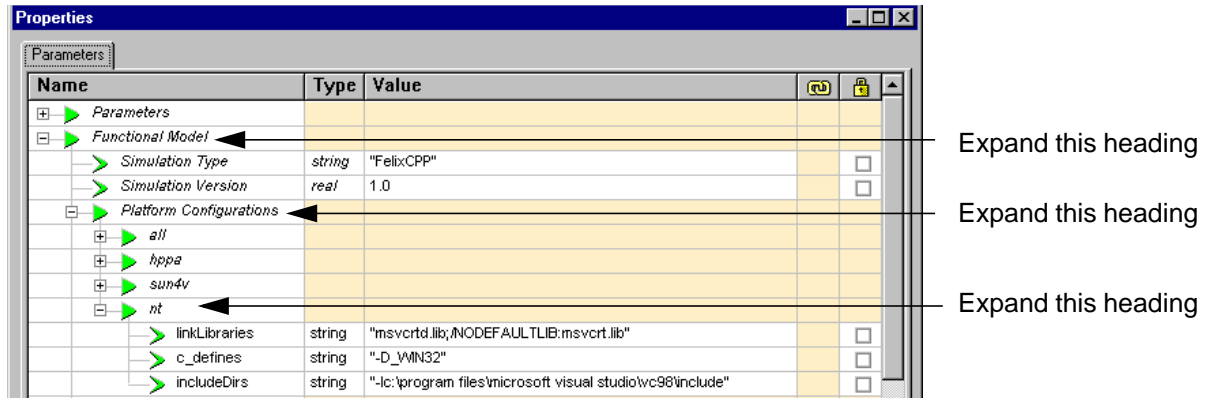 Properties
Parameters
Name Type Value
Parameters
Functional Model Expand this heading
Simulation Type string "FelixCPP"
Simulation Version real 1.0
Platform Configurations Expand this heading
all
hppa
sun4v
nt Expand this heading
linkLibraries string "msvcrtd.lib;/NODEFAULTLIB:msvcrt.lib"
c_defines string "-D_WIN32"
includeDirs string "-Ic:\program files\microsoft visual studio\vc98\include"